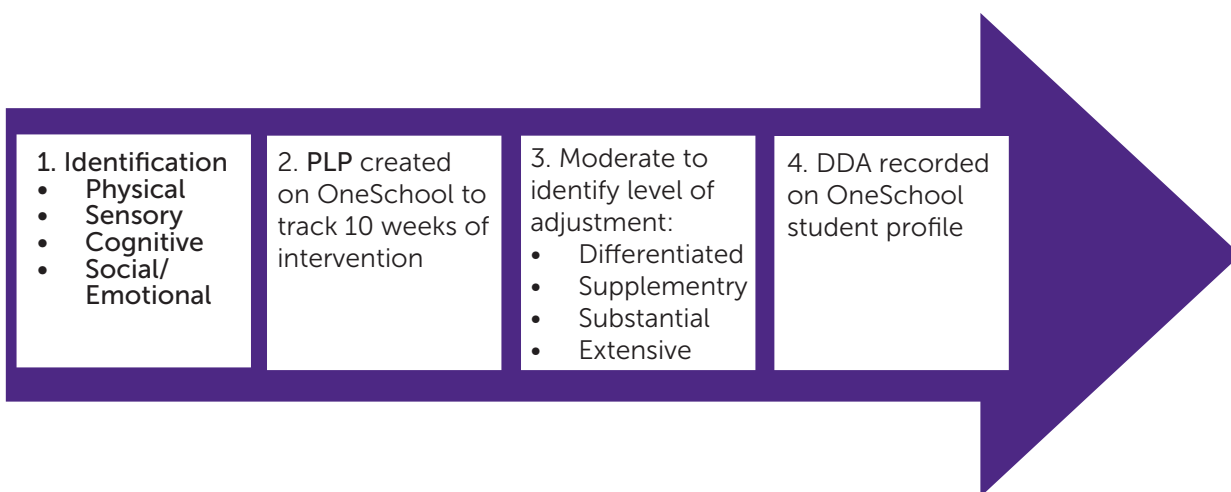 1. Identification
• Physical
• Sensory
• Cognitive
• Social/
Emotional
2. PLP created
on OneSchool to
track 10 weeks of
intervention
3. Moderate to
identify level of
adjustment:
• Differentiated
• Supplementry
• Substantial
• Extensive
4. DDA recorded
on OneSchool
student profile